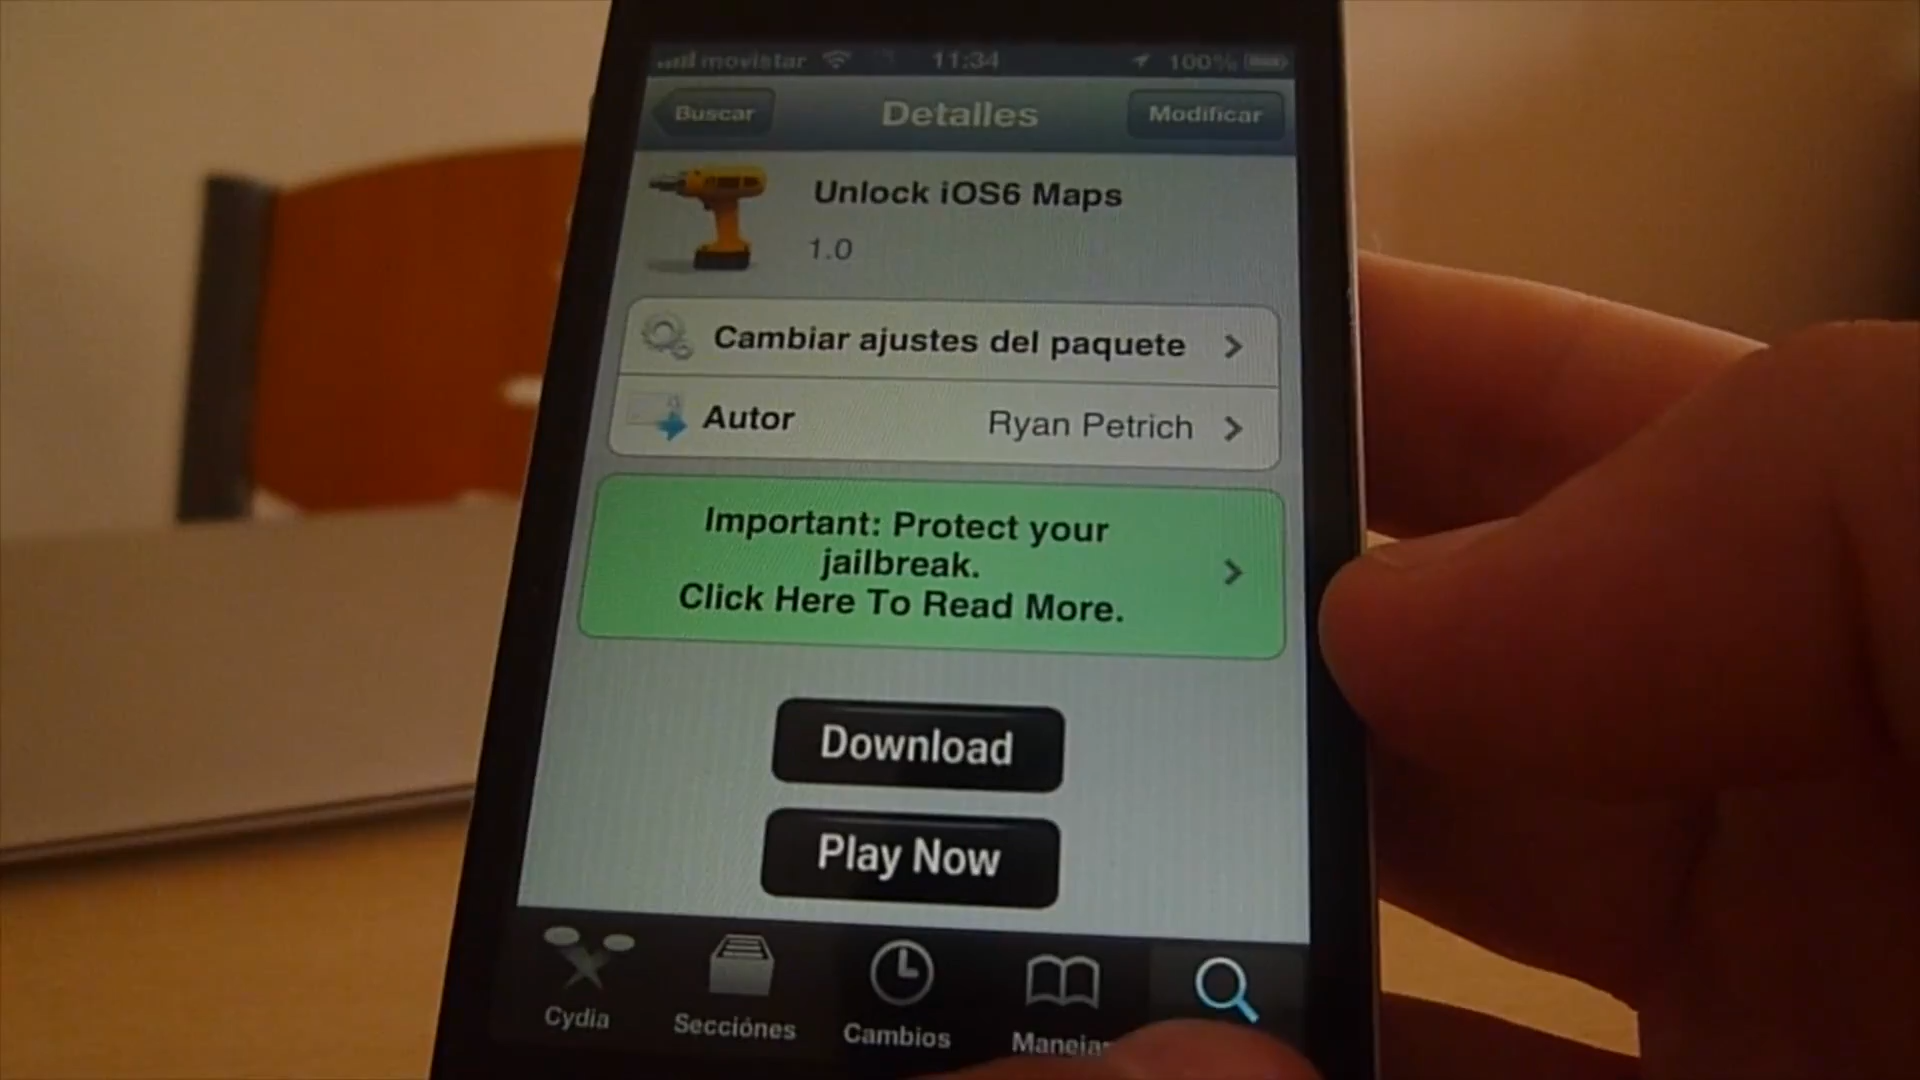 movistar 11:34 100%
Buscar Detalles Modificar
Unlock iOS6 Maps
1.0
Cambiar ajustes del paquete
Autor Ryan Petrich
Important: Protect your
jailbreak.
Click Here To Read More.
Download
Play Now
Cydia Secciónes Cambios